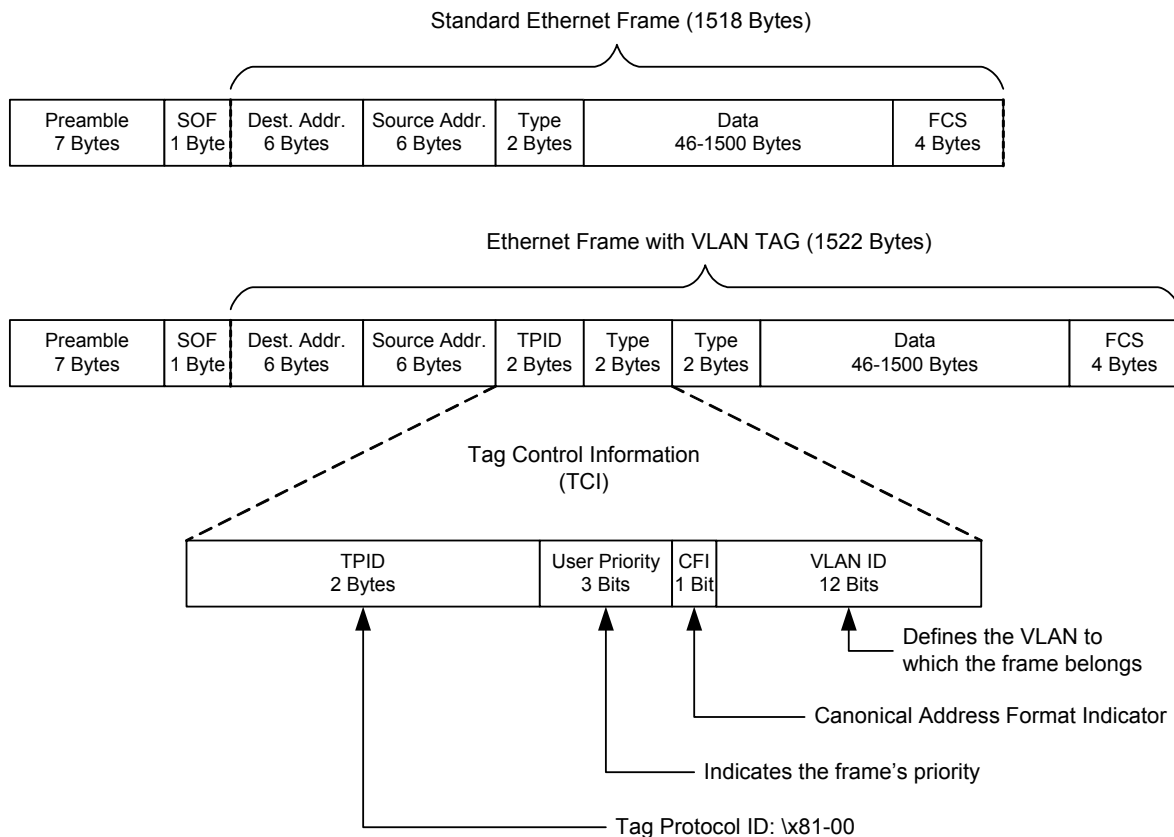 Standard Ethernet Frame (1518 Bytes)
Preamble
7 Bytes
SOF
1 Byte
Dest. Addr.
6 Bytes
Source Addr.
6 Bytes
Type
2 Bytes
Data
46-1500 Bytes
FCS
4 Bytes
Ethernet Frame with VLAN TAG (1522 Bytes)
Preamble
7 Bytes
SOF
1 Byte
Dest. Addr.
6 Bytes
Source Addr.
6 Bytes
TPID
2 Bytes
Type
2 Bytes
Type
2 Bytes
Data
46-1500 Bytes
FCS
4 Bytes
Tag Control Information
(TCI)
TPID
2 Bytes
User Priority
3 Bits
CFI
1 Bit
VLAN ID
12 Bits
Defines the VLAN to
which the frame belongs
Canonical Address Format Indicator
Indicates the frame's priority
Tag Protocol ID: \x81-00